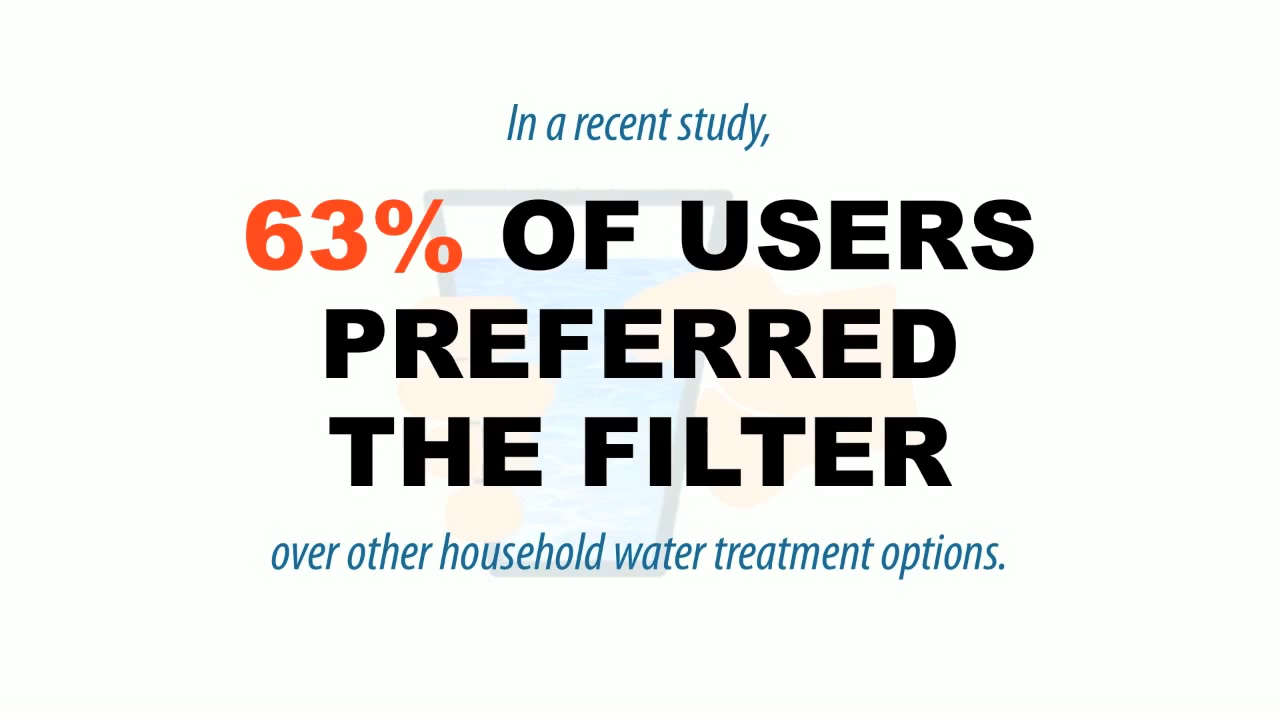 In a recent study,
63% OF USERS
PREFERRED
THE FILTER
over other household water treatment options.